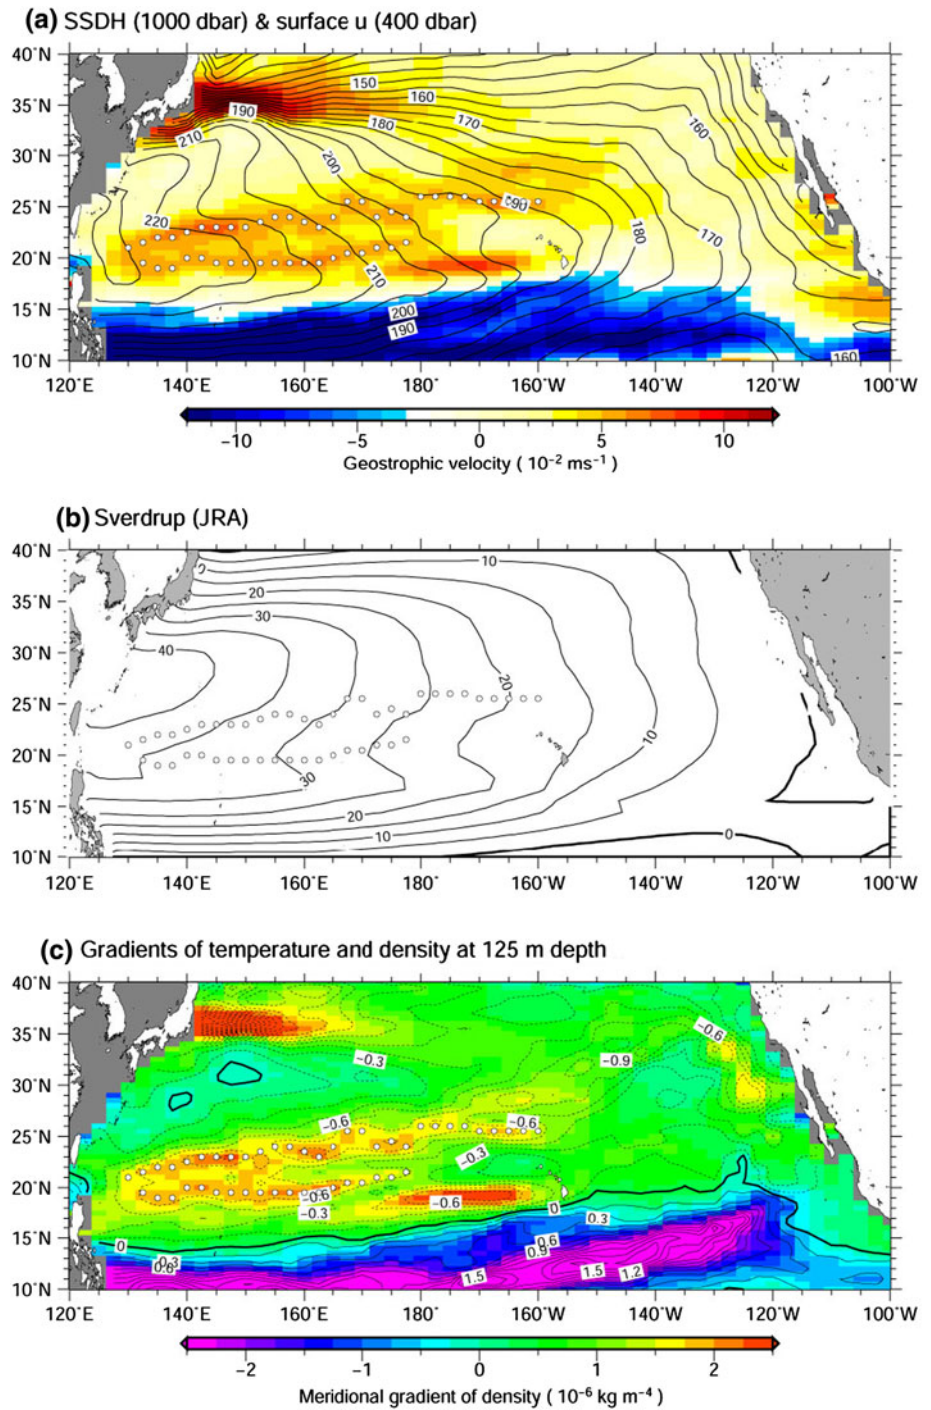 (a) SSDH (1000 dbar) & surface u (400 dbar)
40˚N
35˚N
30˚N
25˚N
20˚N
15˚N
10˚N
150
160
190
180
170
160
210
200
190
220
180
170
210
200
190
160
120˚E 140˚E 160˚E 180˚ 160˚W 140˚W 120˚W 100˚W
−10 −5 0 5 10
Geostrophic velocity ( 10⁻² ms⁻¹ )
(b) Sverdrup (JRA)
40˚N
35˚N
30˚N
25˚N
20˚N
15˚N
10˚N
0
10
20
30
40
20
10
30
20
10
0
120˚E 140˚E 160˚E 180˚ 160˚W 140˚W 120˚W 100˚W
(c) Gradients of temperature and density at 125 m depth
40˚N
35˚N
30˚N
25˚N
20˚N
15˚N
10˚N
−0.6
−0.3
−0.9
−0.6
−0.6
−0.3
−0.6
−0.6
−0.3
0
0.3
0
0.6
0.9
0.3
0.6
1.5
1.5
1.2
120˚E 140˚E 160˚E 180˚ 160˚W 140˚W 120˚W 100˚W
−2 −1 0 1 2
Meridional gradient of density ( 10⁻⁶ kg m⁻⁴ )